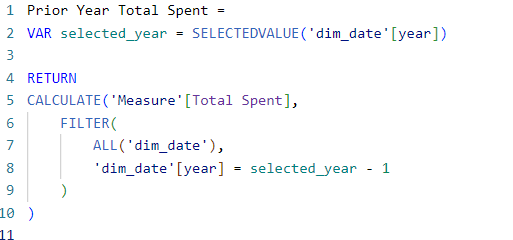 1 Prior Year Total Spent =
2 VAR selected_year = SELECTEDVALUE('dim_date'[year])
3
4 RETURN
5 CALCULATE('Measure'[Total Spent],
6     FILTER(
7         ALL('dim_date'),
8         'dim_date'[year] = selected_year - 1
9     )
10 )
11